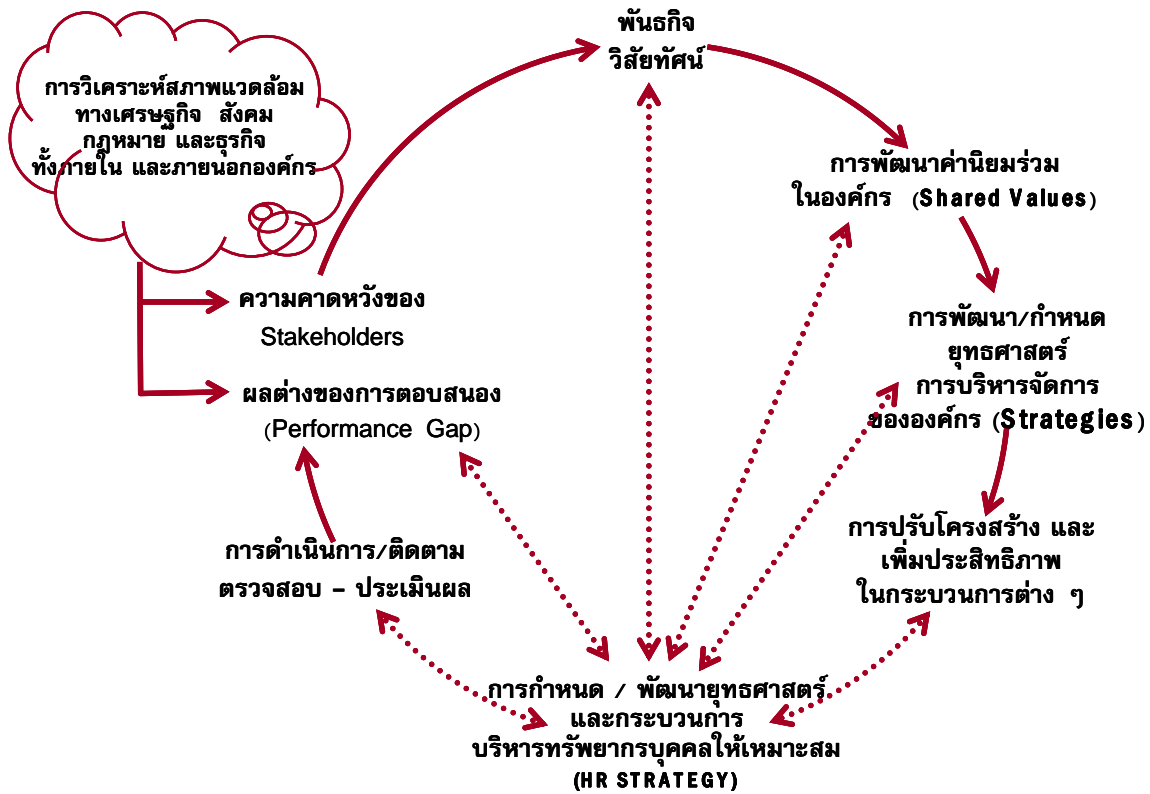 พันธกิจ
วิสัยทัศน์
การวิเคราะห์สภาพแวดล้อม
ทางเศรษฐกิจ สังคม
กฎหมาย และธุรกิจ
ทั้งภายใน และภายนอกองค์กร
การพัฒนาค่านิยมร่วม
ในองค์กร (Shared Values)
ความคาดหวังของ
Stakeholders
การพัฒนา/กำหนด
ยุทธศาสตร์
การบริหารจัดการ
ขององค์กร (Strategies)
ผลต่างของการตอบสนอง
(Performance Gap)
การปรับโครงสร้าง และ
เพิ่มประสิทธิภาพ
ในกระบวนการต่าง ๆ
การดำเนินการ/ติดตาม
ตรวจสอบ – ประเมินผล
การกำหนด / พัฒนายุทธศาสตร์
และกระบวนการ
บริหารทรัพยากรบุคคลให้เหมาะสม
(HR STRATEGY)